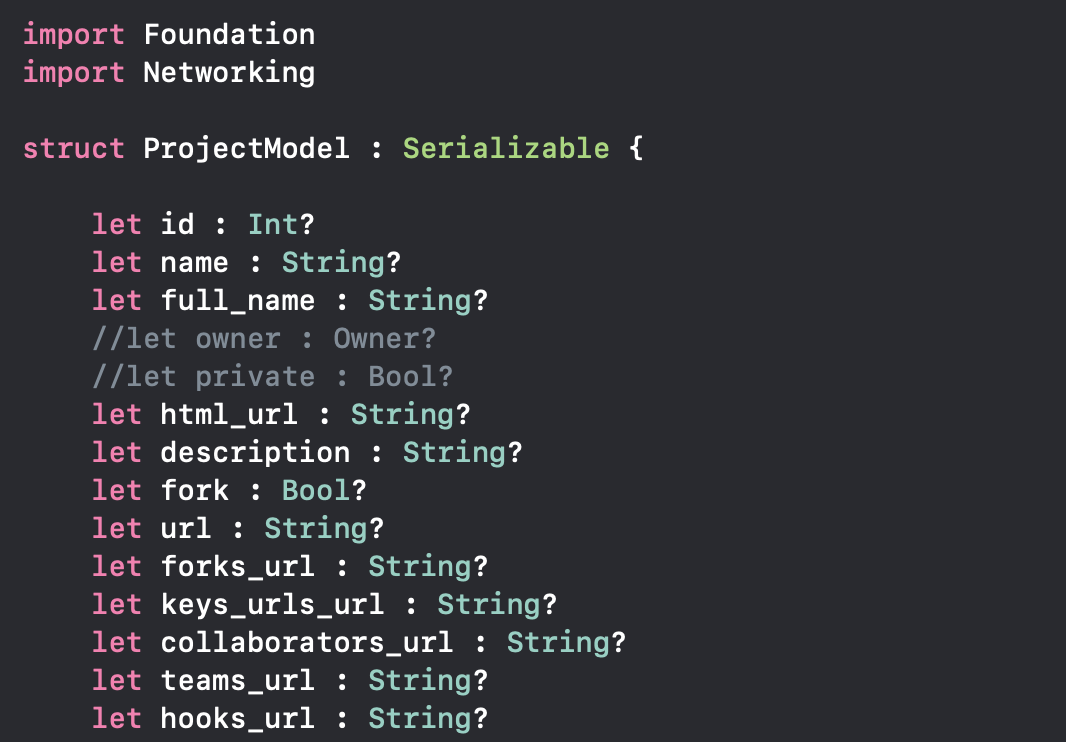 import Foundation
import Networking
struct ProjectModel : Serializable {
let id : Int?
let name : String?
let full_name : String?
//let owner : Owner?
//let private : Bool?
let html_url : String?
let description : String?
let fork : Bool?
let url : String?
let forks_url : String?
let keys_urls_url : String?
let collaborators_url : String?
let teams_url : String?
let hooks_url : String?